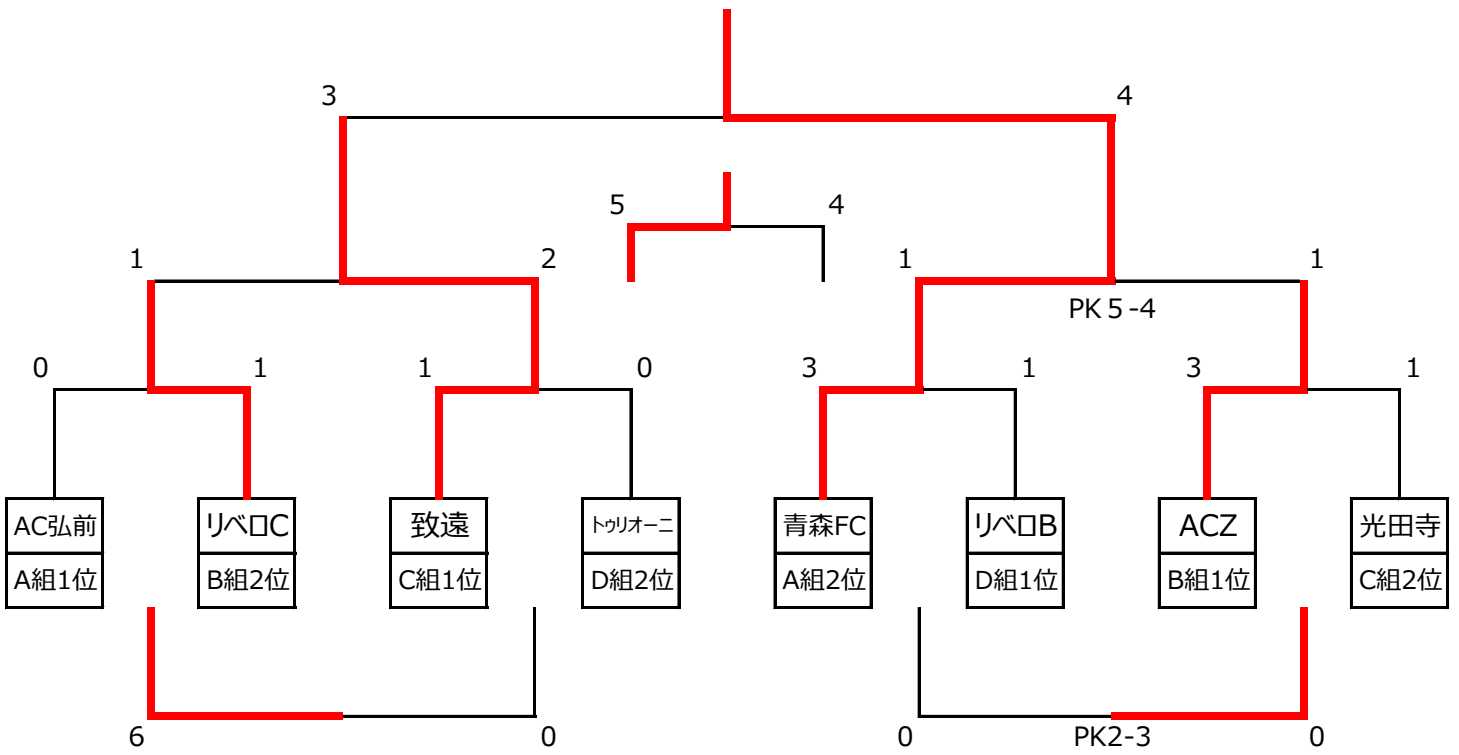 3 4
5 4
1 2 1 1
PK５-4
0 1 1 0 3 1 3 1
AC弘前 リベロC 致遠 トゥリオーニ 青森FC リベロB ACZ 光田寺
A組1位 B組2位 C組1位 D組2位 A組2位 D組1位 B組1位 C組2位
6 0 0 PK2-3 0